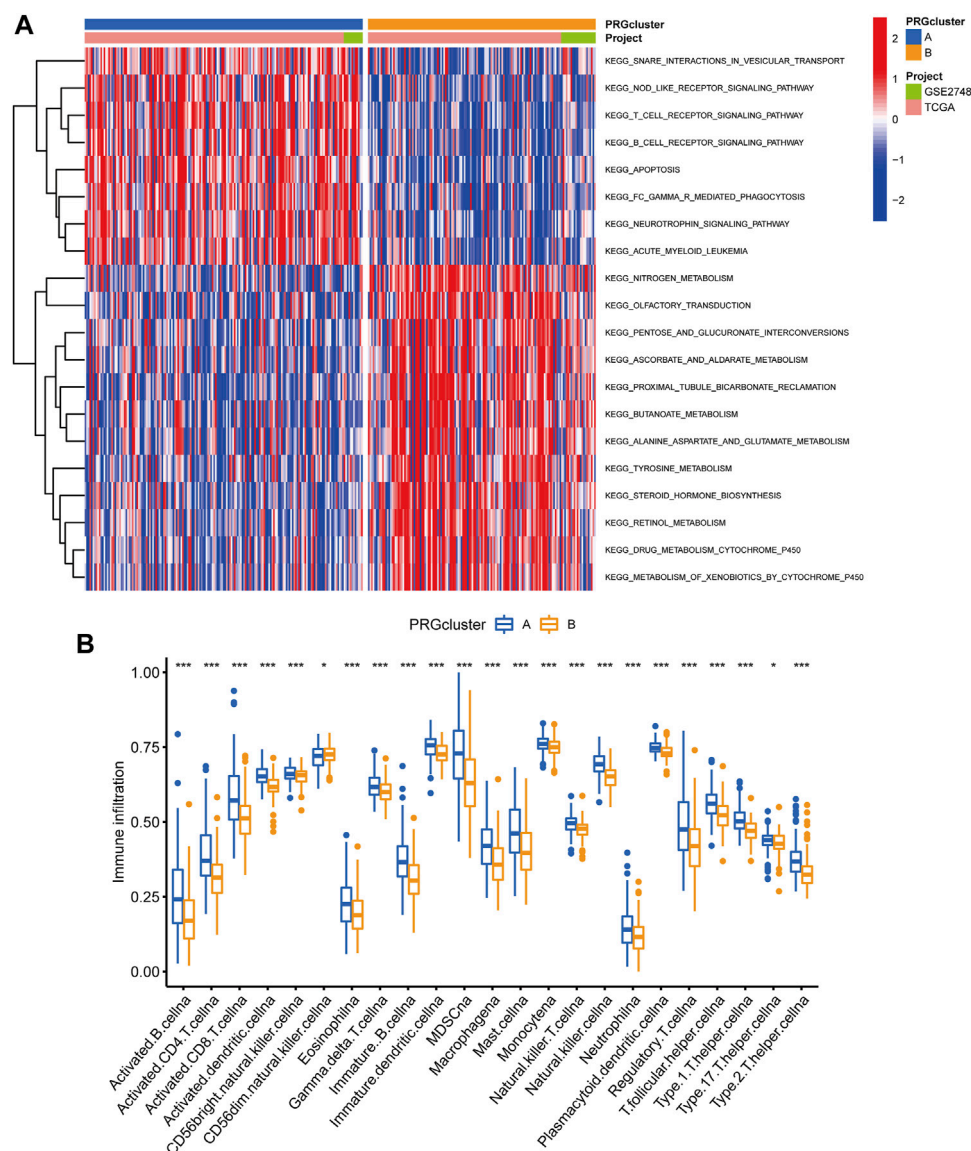 A
PRGcluster
Project
KEGG_SNARE_INTERACTIONS_IN_VESICULAR_TRANSPORT
KEGG_NOD_LIKE_RECEPTOR_SIGNALING_PATHWAY
KEGG_T_CELL_RECEPTOR_SIGNALING_PATHWAY
KEGG_B_CELL_RECEPTOR_SIGNALING_PATHWAY
KEGG_APOPTOSIS
KEGG_FC_GAMMA_R_MEDIATED_PHAGOCYTOSIS
KEGG_NEUROTROPHIN_SIGNALING_PATHWAY
KEGG_ACUTE_MYELOID_LEUKEMIA
KEGG_NITROGEN_METABOLISM
KEGG_OLFACTORY_TRANSDUCTION
KEGG_PENTOSE_AND_GLUCURONATE_INTERCONVERSIONS
KEGG_ASCORBATE_AND_ALDARATE_METABOLISM
KEGG_PROXIMAL_TUBULE_BICARBONATE_RECLAMATION
KEGG_BUTANOATE_METABOLISM
KEGG_ALANINE_ASPARTATE_AND_GLUTAMATE_METABOLISM
KEGG_TYROSINE_METABOLISM
KEGG_STEROID_HORMONE_BIOSYNTHESIS
KEGG_RETINOL_METABOLISM
KEGG_DRUG_METABOLISM_CYTOCHROME_P450
KEGG_METABOLISM_OF_XENOBIOTICS_BY_CYTOCHROME_P450
2
1
0
−1
−2
PRGcluster
A
B
Project
GSE2748
TCGA
B
PRGcluster A B
*** *** *** *** *** * *** *** *** *** *** *** *** *** *** *** *** *** *** *** *** * ***
Immune infiltration
1.00
0.75
0.50
0.25
0.00
Activated.B.cellna
Activated.CD4.T.cellna
Activated.CD8.T.cellna
Activated.dendritic.cellna
CD56bright.natural.killer.cellna
CD56dim.natural.killer.cellna
Eosinophilna
Gamma.delta.T.cellna
Immature..B.cellna
Immature.dendritic.cellna
MDSCna
Macrophagena
Mast.cellna
Monocytena
Natural.killer.T.cellna
Natural.killer.cellna
Neutrophilna
Plasmacytoid.dendritic.cellna
Regulatory.T.cellna
T.follicular.helper.cellna
Type.1.T.helper.cellna
Type.17.T.helper.cellna
Type.2.T.helper.cellna